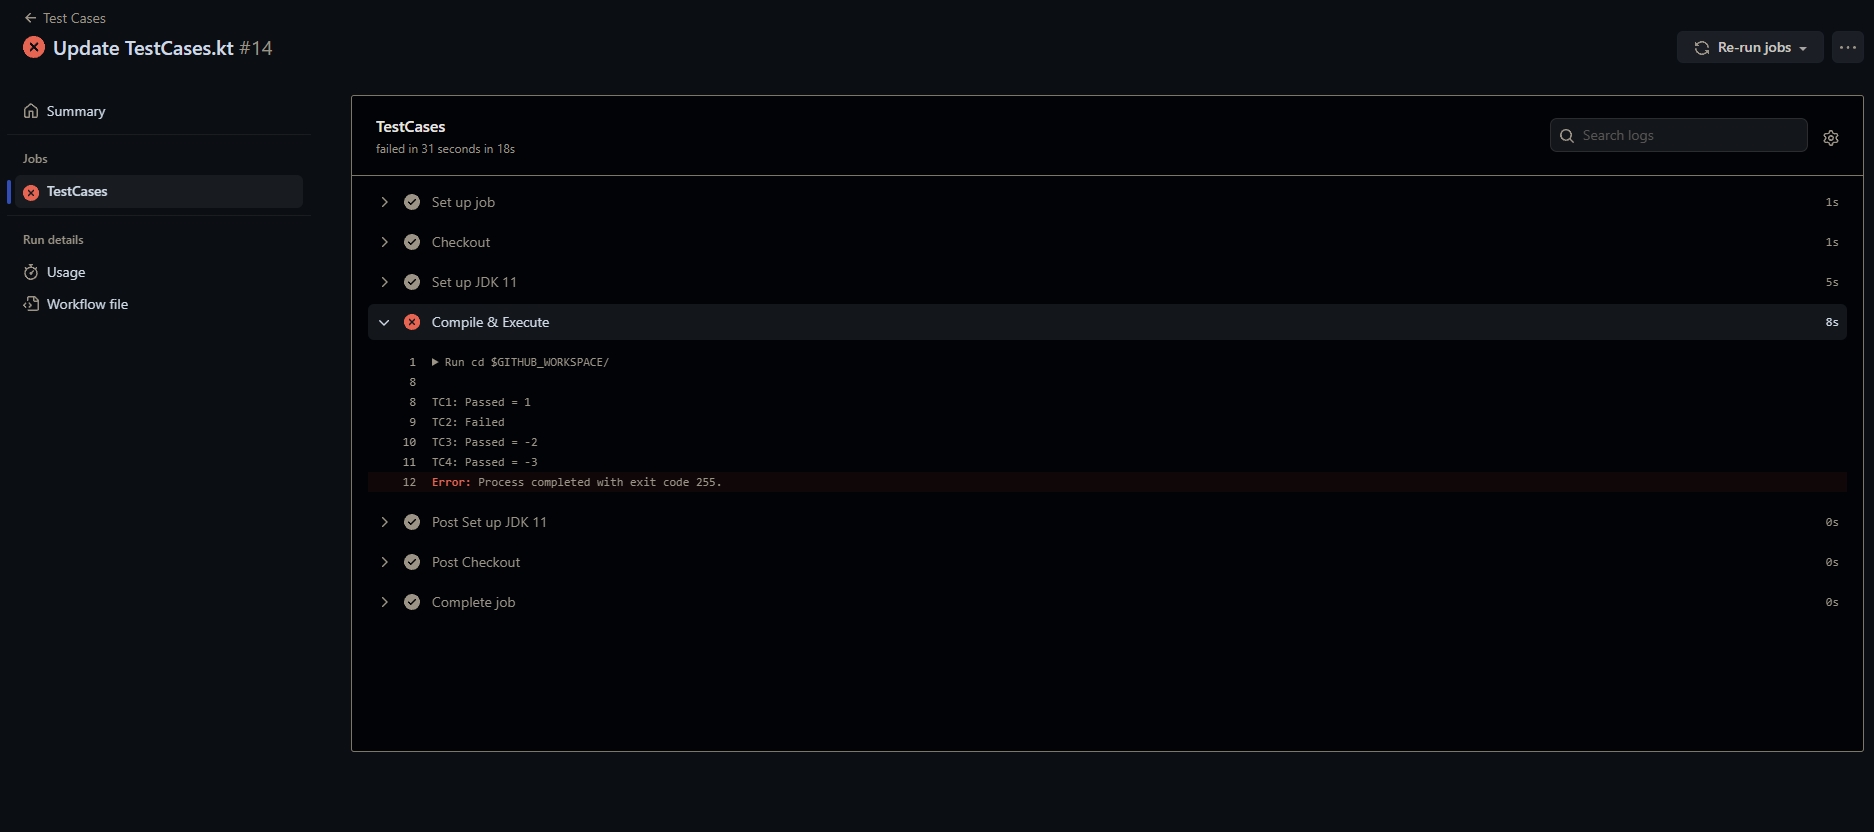 Test Cases
Update TestCases.kt #14
Re-run jobs
Summary
Jobs
TestCases
Run details
Usage
Workflow file
TestCases
failed in 31 seconds in 18s
Search logs
Set up job 1s
Checkout 1s
Set up JDK 11 5s
Compile & Execute 8s
1 Run cd $GITHUB_WORKSPACE/
8
8 TC1: Passed = 1
9 TC2: Failed
10 TC3: Passed = -2
11 TC4: Passed = -3
12 Error: Process completed with exit code 255.
Post Set up JDK 11 0s
Post Checkout 0s
Complete job 0s